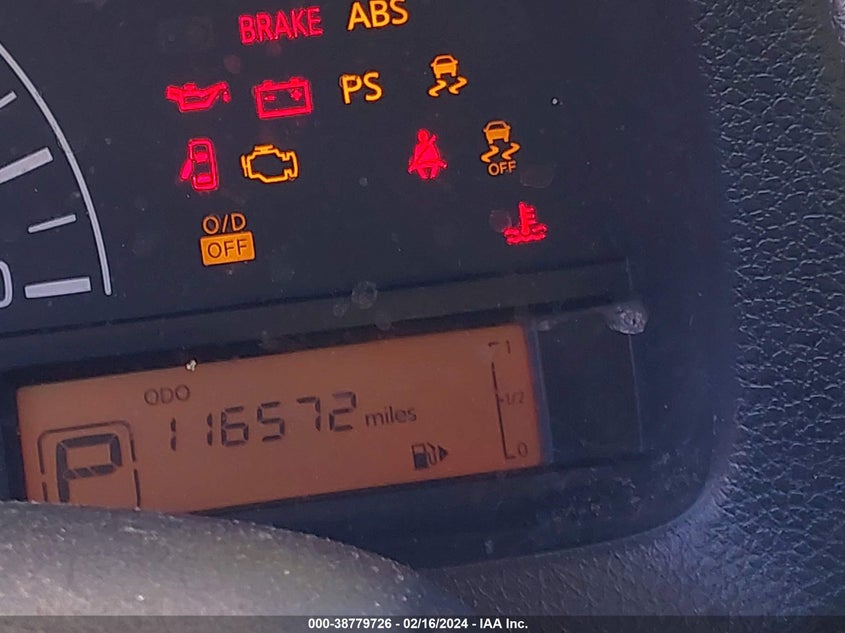 BRAKE ABS
PS
OFF
O/D
OFF
1
ODO
116572 miles
1/2
0
P
000-38779726 - 02/16/2024 - IAA Inc.